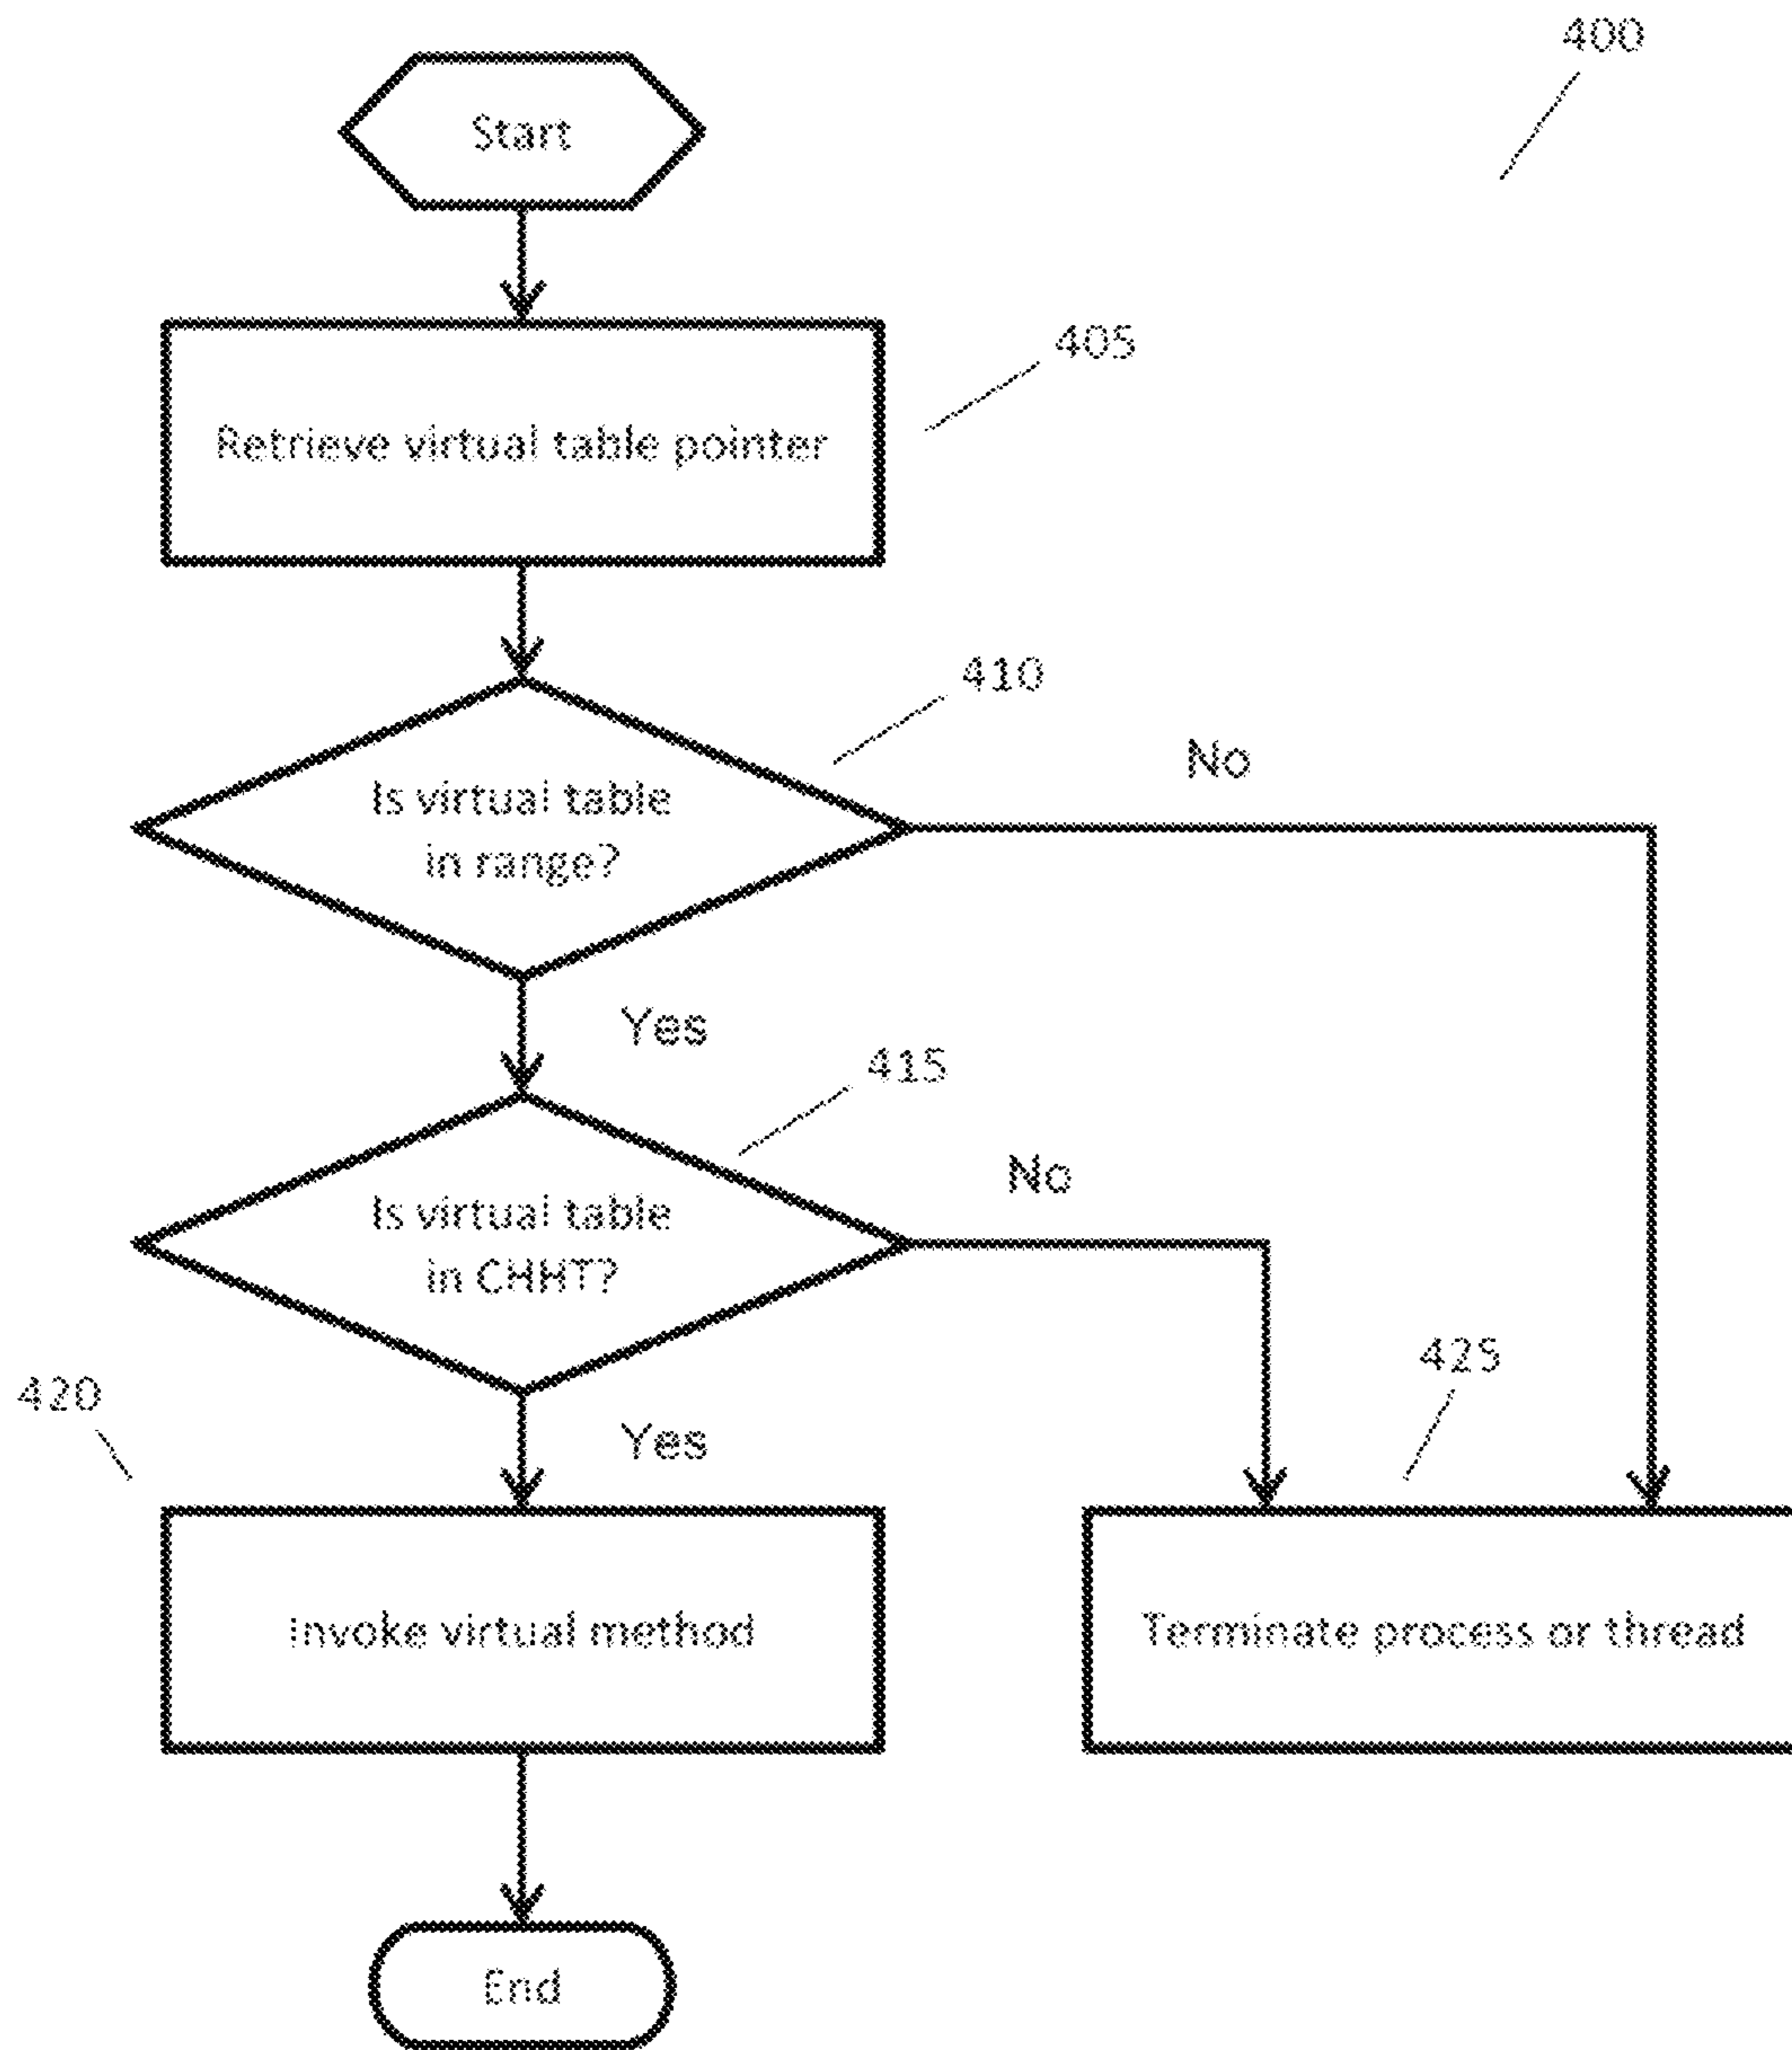 400
Start
405
Retrieve virtual table pointer
410
No
Is virtual table
in range?
Yes
415
No
Is virtual table
in CHHT?
425
420
Yes
Invoke virtual method
Terminate process or thread
End